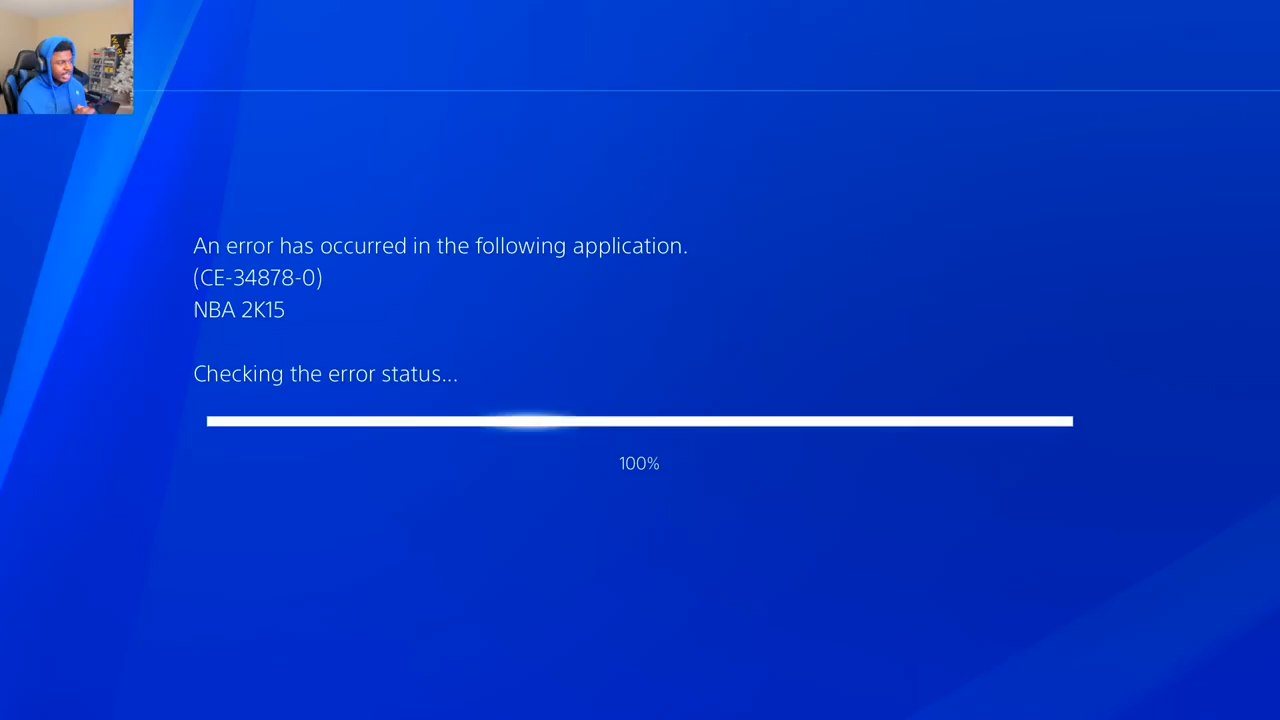 An error has occurred in the following application.
(CE-34878-0)
NBA 2K15
Checking the error status...
100%